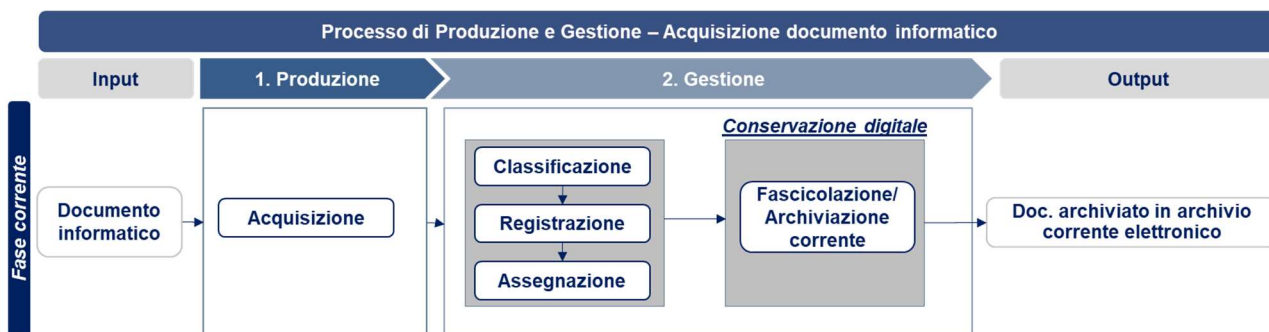 Processo di Produzione e Gestione – Acquisizione documento informatico
Input
1. Produzione
2. Gestione
Output
Fase corrente
Documento
informatico
Acquisizione
Classificazione
Registrazione
Assegnazione
Conservazione digitale
Fascicolazione/
Archiviazione
corrente
Doc. archiviato in archivio
corrente elettronico